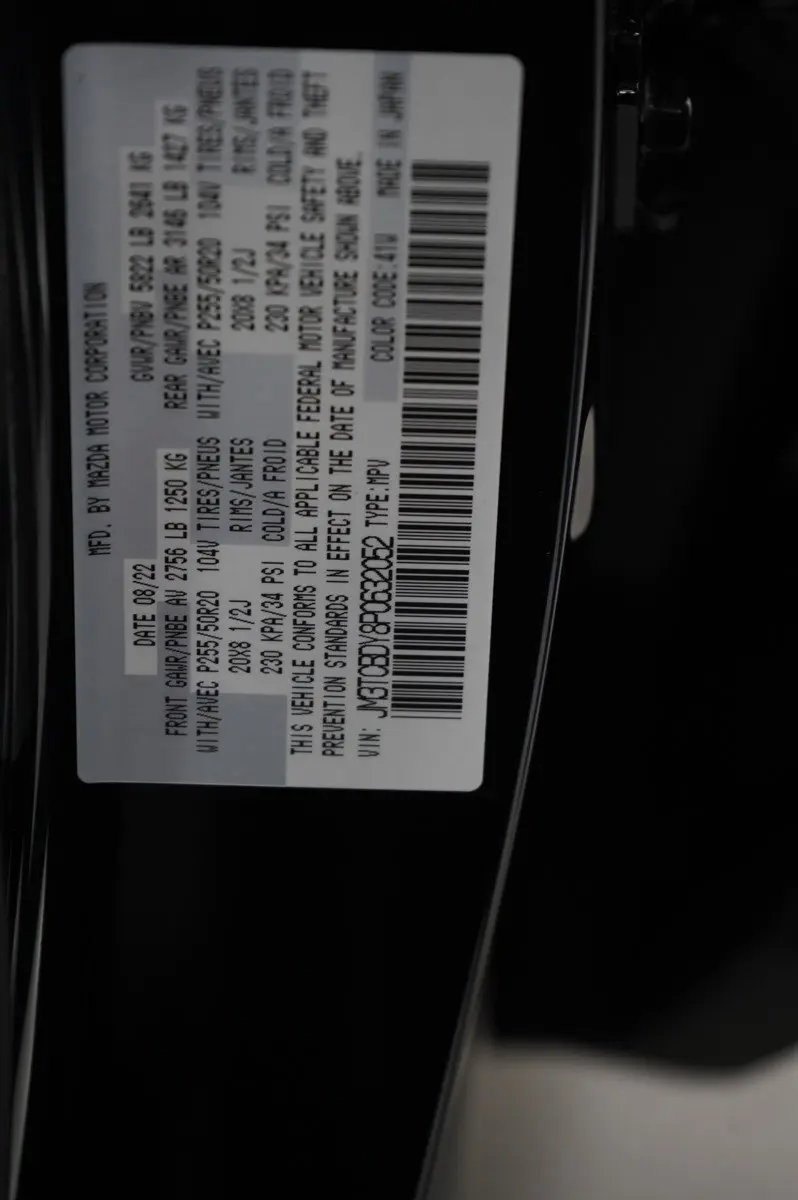 MFD. BY MAZDA MOTOR CORPORATION
DATE 08/22 GVWR/PNBV 5822 LB 2641 KG
FRONT GAWR/PNBE AV 2756 LB 1250 KG REAR GAWR/PNBE AR 3146 LB 1427 KG
WITH/AVEC P255/50R20 104V TIRES/PNEUS WITH/AVEC P255/50R20 104V TIRES/PNEUS
20X8 1/2J RIMS/JANTES 20X8 1/2J RIMS/JANTES
230 KPA/34 PSI COLD/A FROID 230 KPA/34 PSI COLD/A FROID
THIS VEHICLE CONFORMS TO ALL APPLICABLE FEDERAL MOTOR VEHICLE SAFETY AND THEFT
PREVENTION STANDARDS IN EFFECT ON THE DATE OF MANUFACTURE SHOWN ABOVE.
VIN: JM3TCBDY8P0632052 TYPE:MPV COLOR CODE:41W MADE IN JAPAN